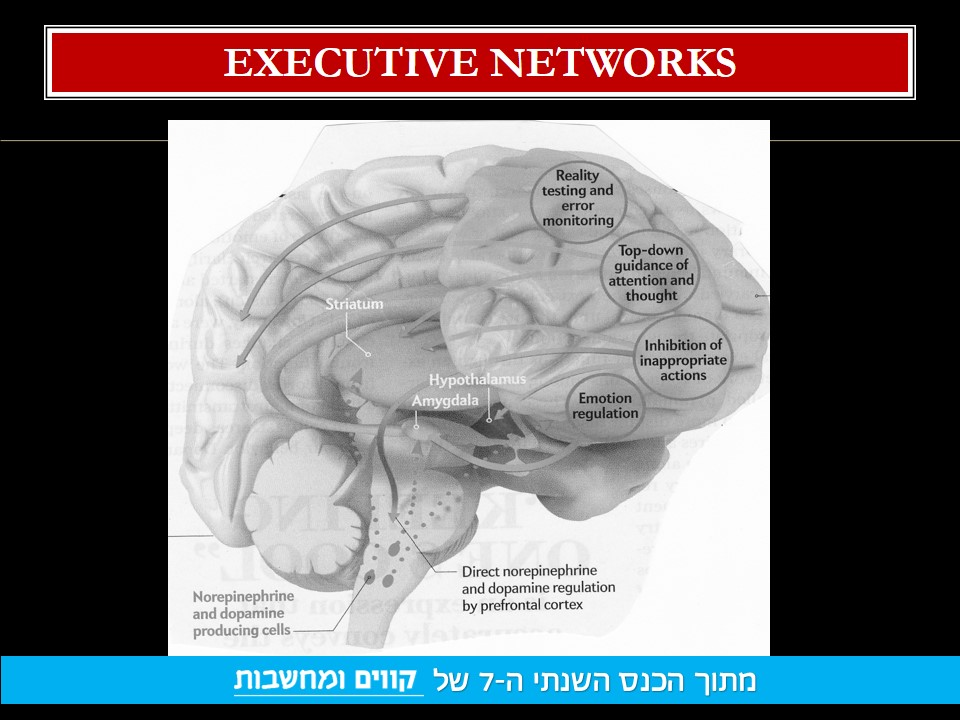 EXECUTIVE NETWORKS
Reality
testing and
error
monitoring
Top-down
guidance of
attention and
thought
Striatum
Inhibition of
inappropriate
actions
Hypothalamus
Amygdala
Emotion
regulation
Direct norepinephrine
and dopamine regulation
by prefrontal cortex
Norepinephrine
and dopamine
producing cells
מתוך הכנס השנתי ה-7 של קווים ומחשבות